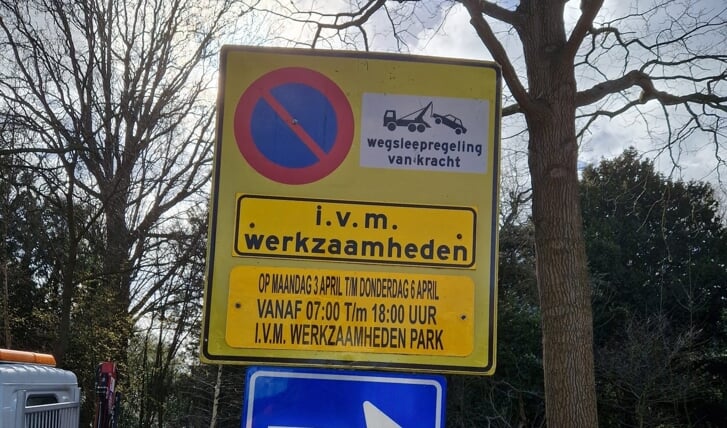 wegsleepregeling
van kracht
i.v.m.
werkzaamheden
OP MAANDAG 3 APRIL T/M DONDERDAG 6 APRIL
VANAF 07:00 T/m 18:00 UUR
I.V.M. WERKZAAMHEDEN PARK